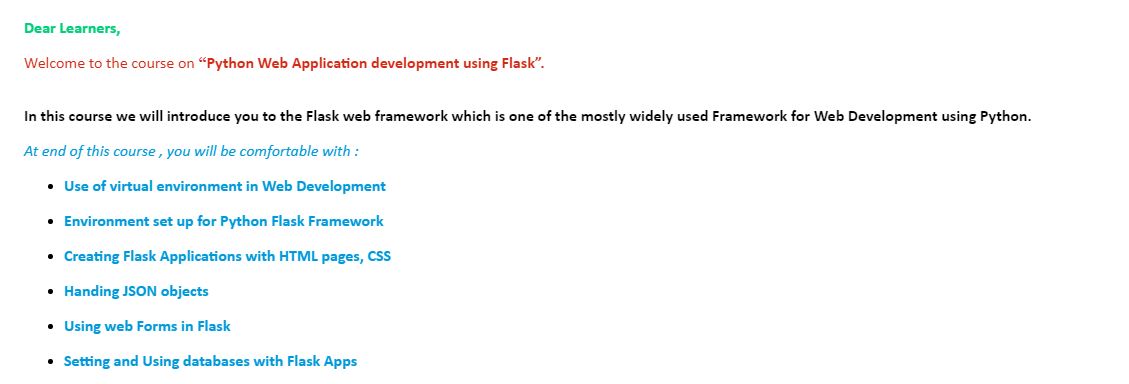 Dear Learners,
Welcome to the course on “Python Web Application development using Flask”.
In this course we will introduce you to the Flask web framework which is one of the mostly widely used Framework for Web Development using Python.
At end of this course , you will be comfortable with :
• Use of virtual environment in Web Development
• Environment set up for Python Flask Framework
• Creating Flask Applications with HTML pages, CSS
• Handing JSON objects
• Using web Forms in Flask
• Setting and Using databases with Flask Apps